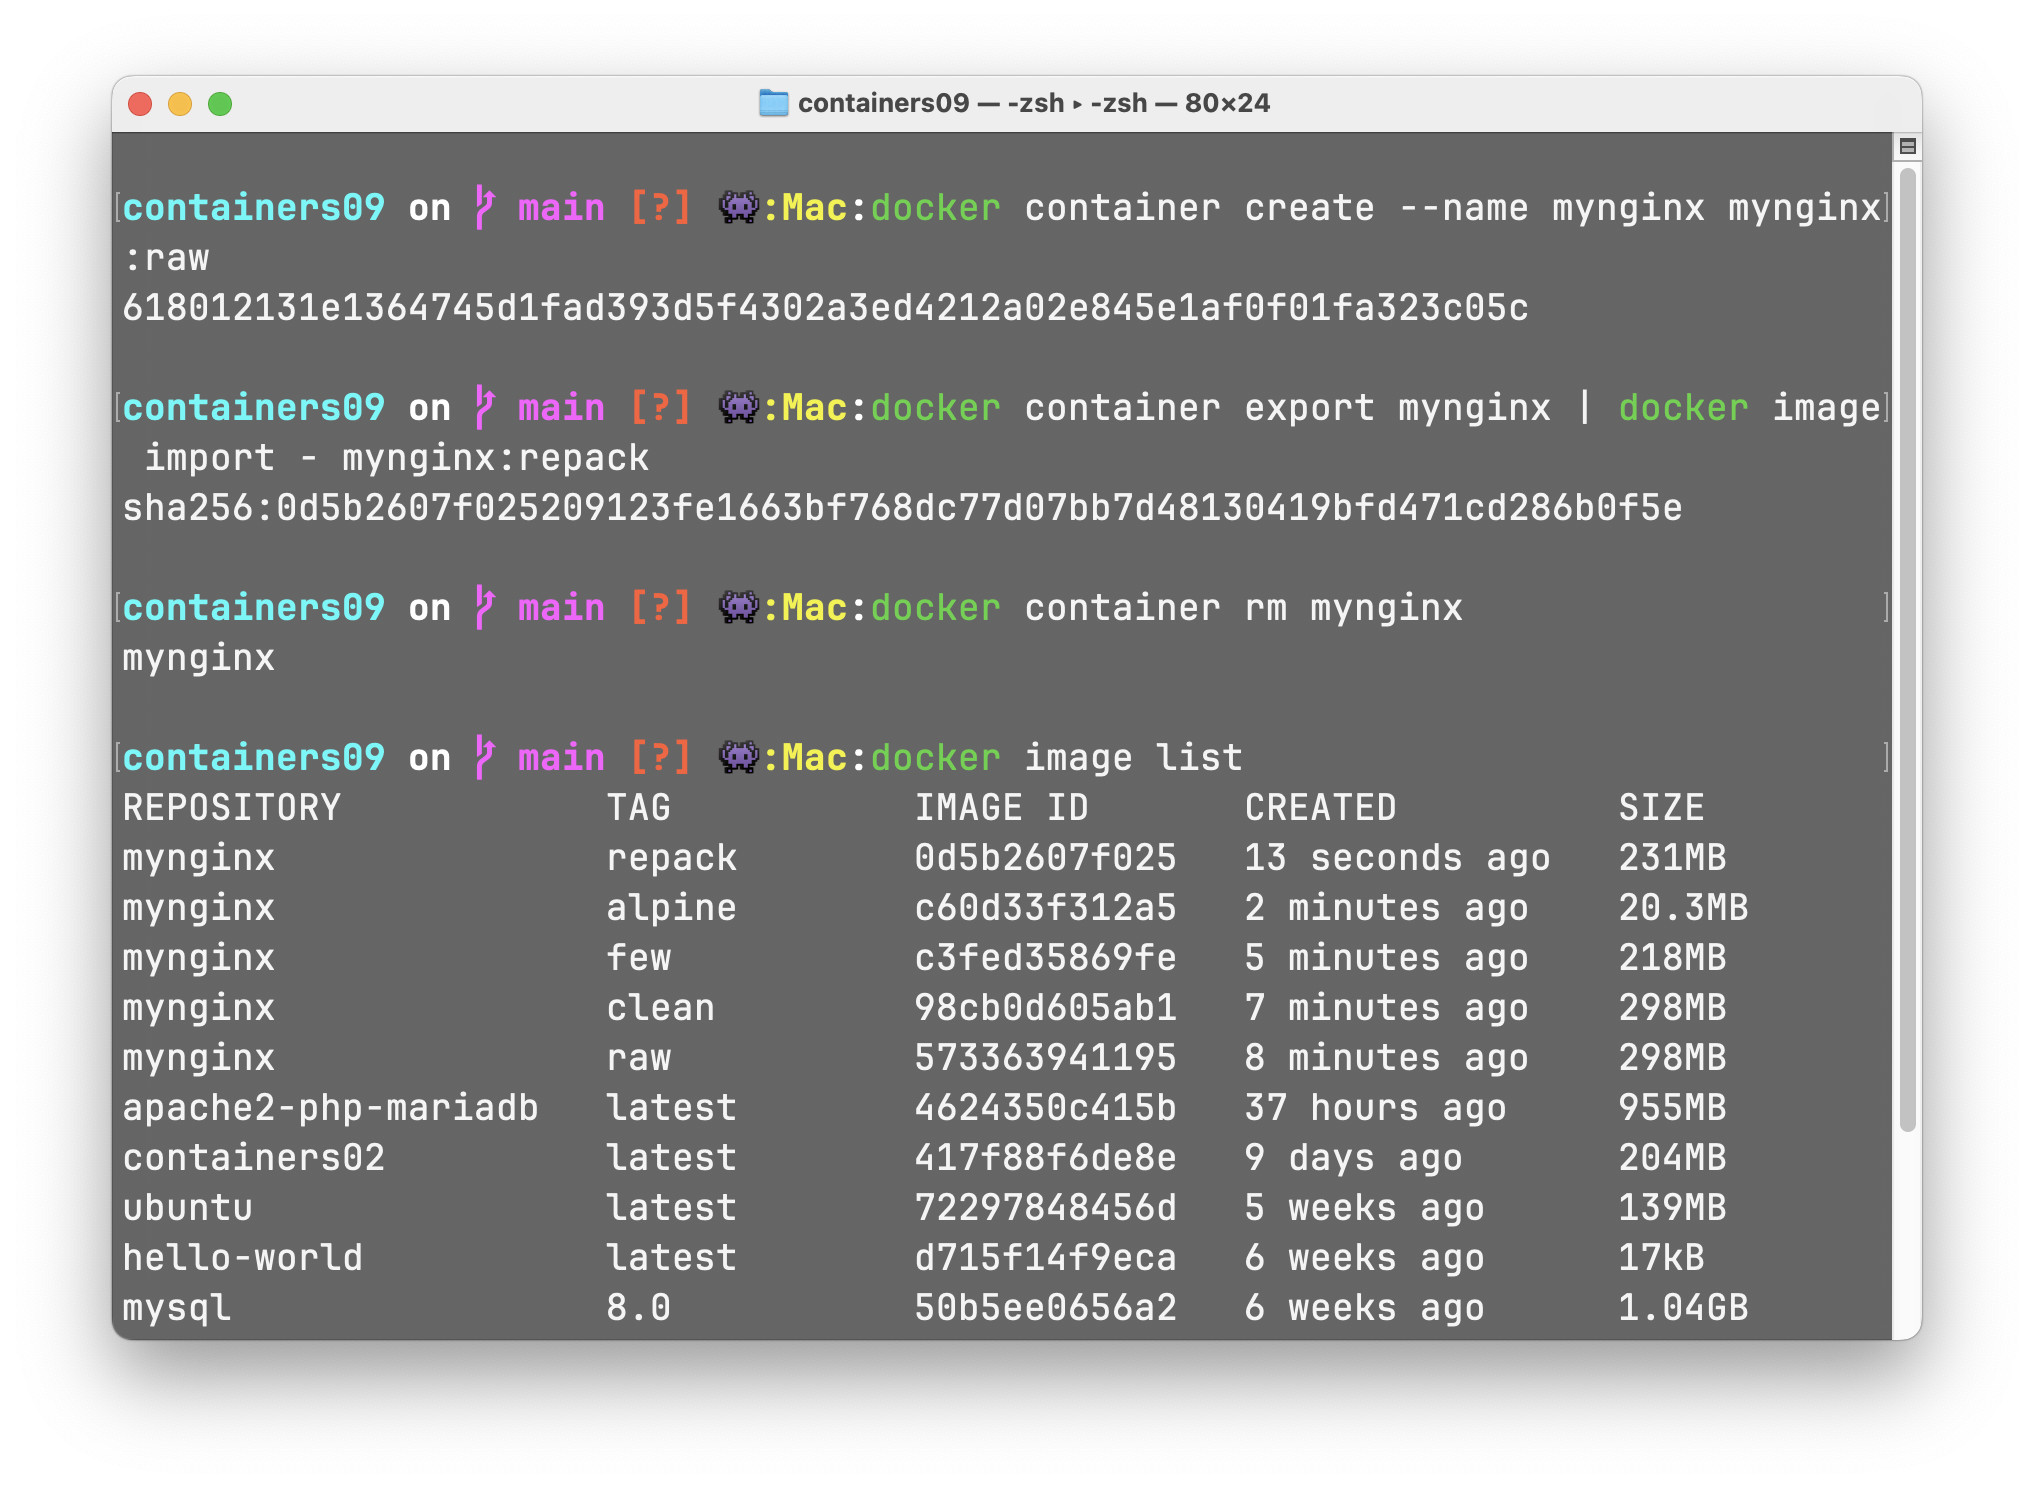 containers09 — -zsh ▸ -zsh — 80×24
containers09 on main [?] 👾:Mac:docker container create --name mynginx mynginx
:raw
618012131e1364745d1fad393d5f4302a3ed4212a02e845e1af0f01fa323c05c
containers09 on main [?] 👾:Mac:docker container export mynginx | docker image
import - mynginx:repack
sha256:0d5b2607f025209123fe1663bf768dc77d07bb7d48130419bfd471cd286b0f5e
containers09 on main [?] 👾:Mac:docker container rm mynginx
mynginx
containers09 on main [?] 👾:Mac:docker image list
REPOSITORY TAG IMAGE ID CREATED SIZE
mynginx repack 0d5b2607f025 13 seconds ago 231MB
mynginx alpine c60d33f312a5 2 minutes ago 20.3MB
mynginx few c3fed35869fe 5 minutes ago 218MB
mynginx clean 98cb0d605ab1 7 minutes ago 298MB
mynginx raw 573363941195 8 minutes ago 298MB
apache2-php-mariadb latest 4624350c415b 37 hours ago 955MB
containers02 latest 417f88f6de8e 9 days ago 204MB
ubuntu latest 72297848456d 5 weeks ago 139MB
hello-world latest d715f14f9eca 6 weeks ago 17kB
mysql 8.0 50b5ee0656a2 6 weeks ago 1.04GB